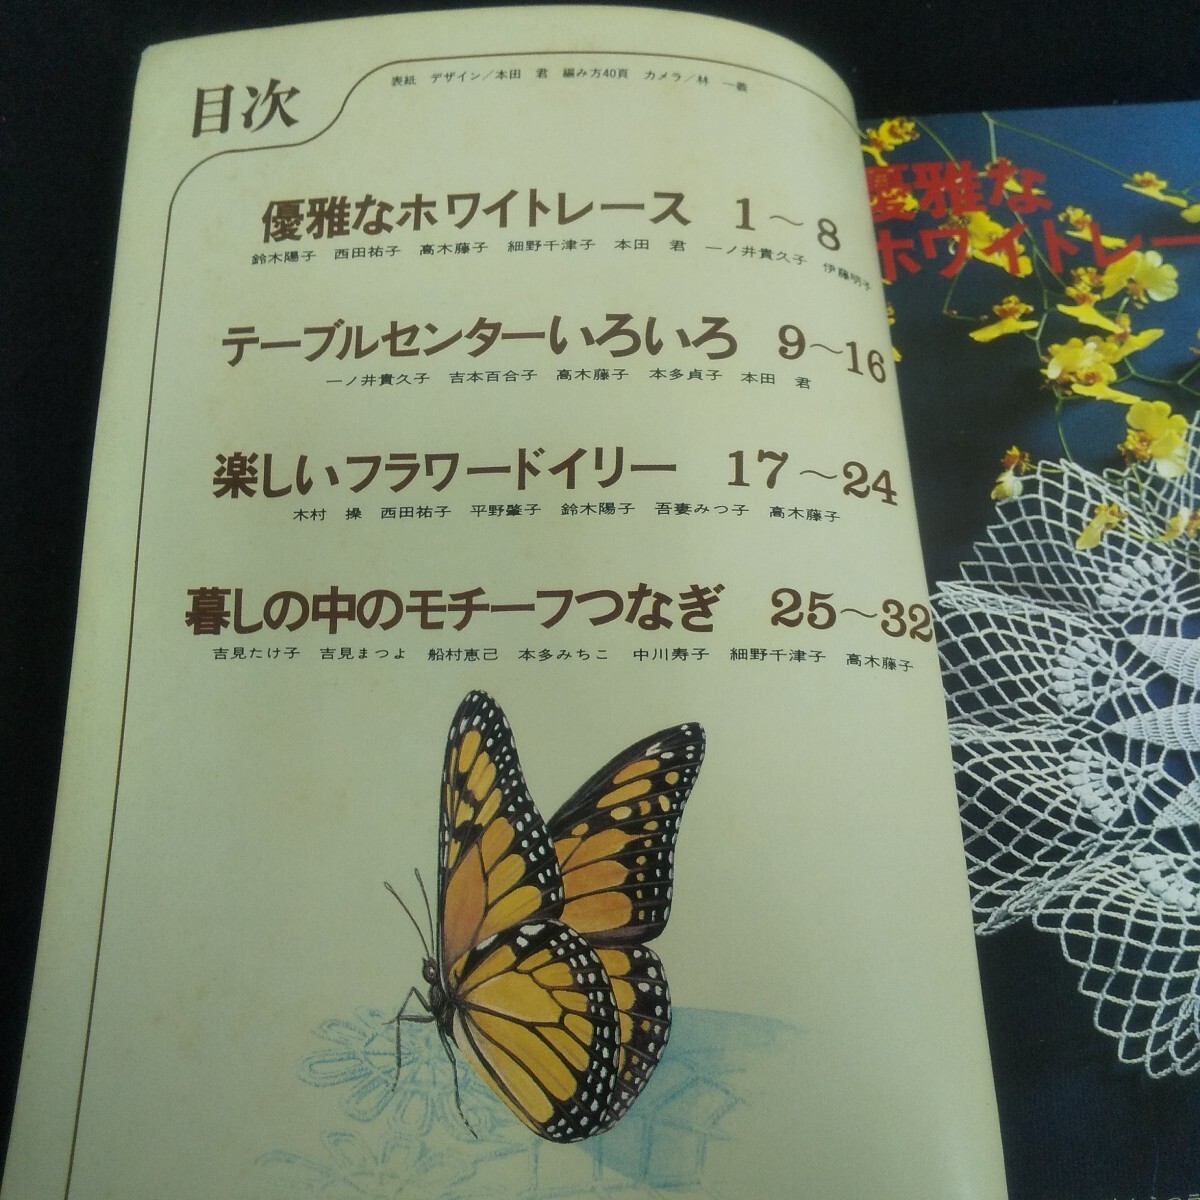 目次
表紙 デザイン／本田 君 編み方40頁 カメラ／林 一義
優雅なホワイトレース 1〜8
鈴木陽子 西田祐子 高木藤子 細野千津子 本田 君 一ノ井貴久子 伊藤明子
テーブルセンターいろいろ 9〜16
一ノ井貴久子 吉本百合子 高木藤子 本多貞子 本田 君
楽しいフラワードイリー 17〜24
木村 操 西田祐子 平野肇子 鈴木陽子 吾妻みつ子 高木藤子
暮しの中のモチーフつなぎ 25〜32
吉見たけ子 吉見まつよ 船村恵己 本多みちこ 中川寿子 細野千津子 高木藤子
優雅な
ホワイトレー